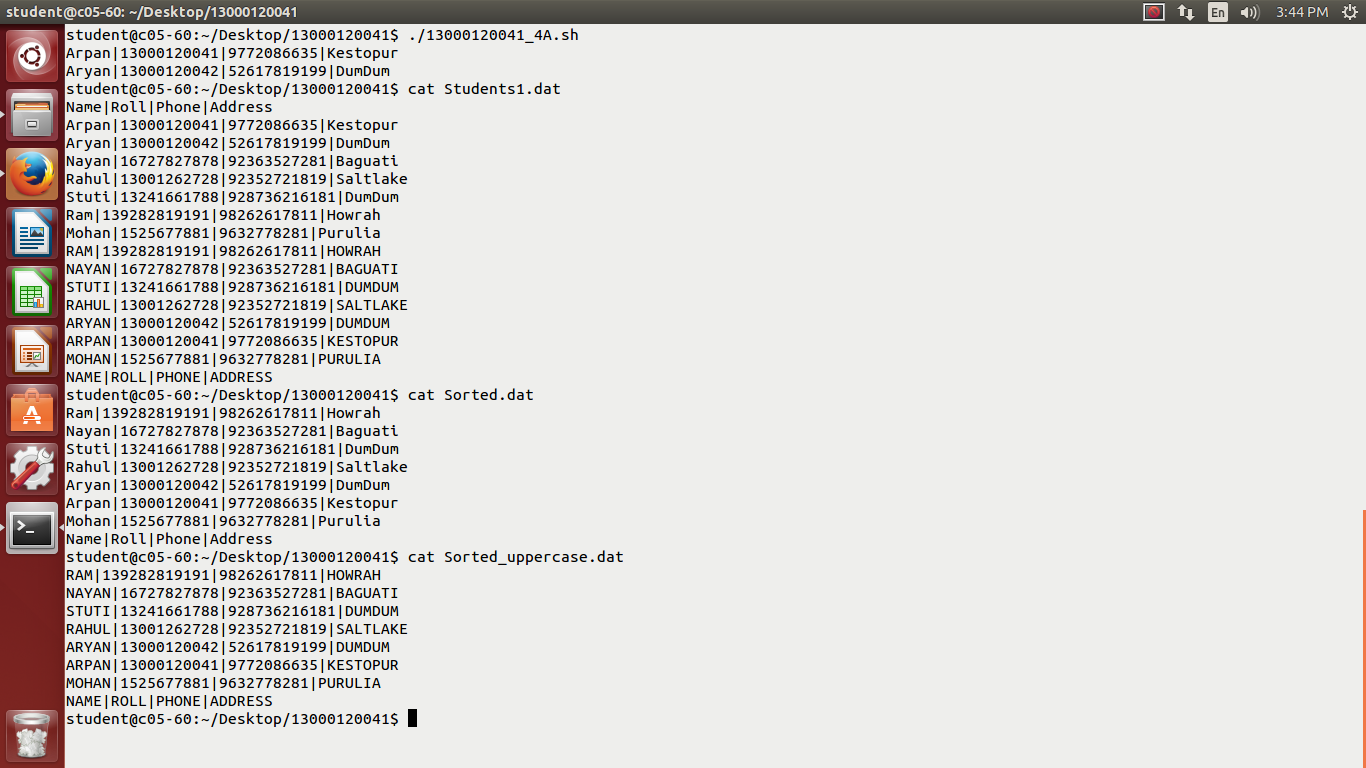 student@c05-60: ~/Desktop/13000120041
En
3:44 PM
student@c05-60:~/Desktop/13000120041$ ./13000120041_4A.sh
Arpan|13000120041|9772086635|Kestopur
Aryan|13000120042|52617819199|DumDum
student@c05-60:~/Desktop/13000120041$ cat Students1.dat
Name|Roll|Phone|Address
Arpan|13000120041|9772086635|Kestopur
Aryan|13000120042|52617819199|DumDum
Nayan|16727827878|92363527281|Baguati
Rahul|13001262728|92352721819|Saltlake
Stuti|13241661788|928736216181|DumDum
Ram|139282819191|98262617811|Howrah
Mohan|1525677881|9632778281|Purulia
RAM|139282819191|98262617811|HOWRAH
NAYAN|16727827878|92363527281|BAGUATI
STUTI|13241661788|928736216181|DUMDUM
RAHUL|13001262728|92352721819|SALTLAKE
ARYAN|13000120042|52617819199|DUMDUM
ARPAN|13000120041|9772086635|KESTOPUR
MOHAN|1525677881|9632778281|PURULIA
NAME|ROLL|PHONE|ADDRESS
student@c05-60:~/Desktop/13000120041$ cat Sorted.dat
Ram|139282819191|98262617811|Howrah
Nayan|16727827878|92363527281|Baguati
Stuti|13241661788|928736216181|DumDum
Rahul|13001262728|92352721819|Saltlake
Aryan|13000120042|52617819199|DumDum
Arpan|13000120041|9772086635|Kestopur
Mohan|1525677881|9632778281|Purulia
Name|Roll|Phone|Address
student@c05-60:~/Desktop/13000120041$ cat Sorted_uppercase.dat
RAM|139282819191|98262617811|HOWRAH
NAYAN|16727827878|92363527281|BAGUATI
STUTI|13241661788|928736216181|DUMDUM
RAHUL|13001262728|92352721819|SALTLAKE
ARYAN|13000120042|52617819199|DUMDUM
ARPAN|13000120041|9772086635|KESTOPUR
MOHAN|1525677881|9632778281|PURULIA
NAME|ROLL|PHONE|ADDRESS
student@c05-60:~/Desktop/13000120041$